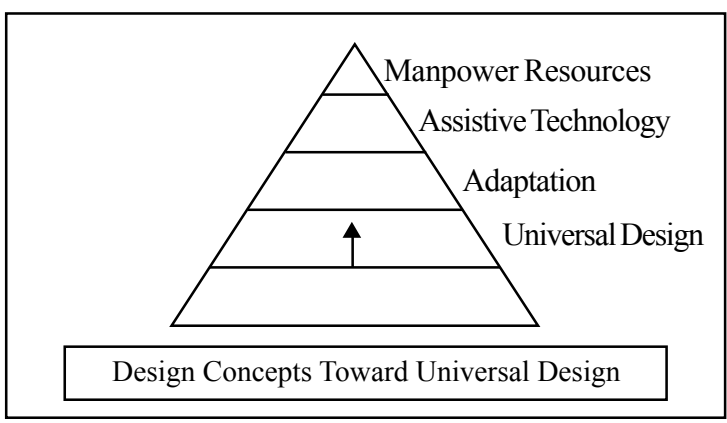 Manpower Resources
Assistive Technology
Adaptation
Universal Design
Design Concepts Toward Universal Design